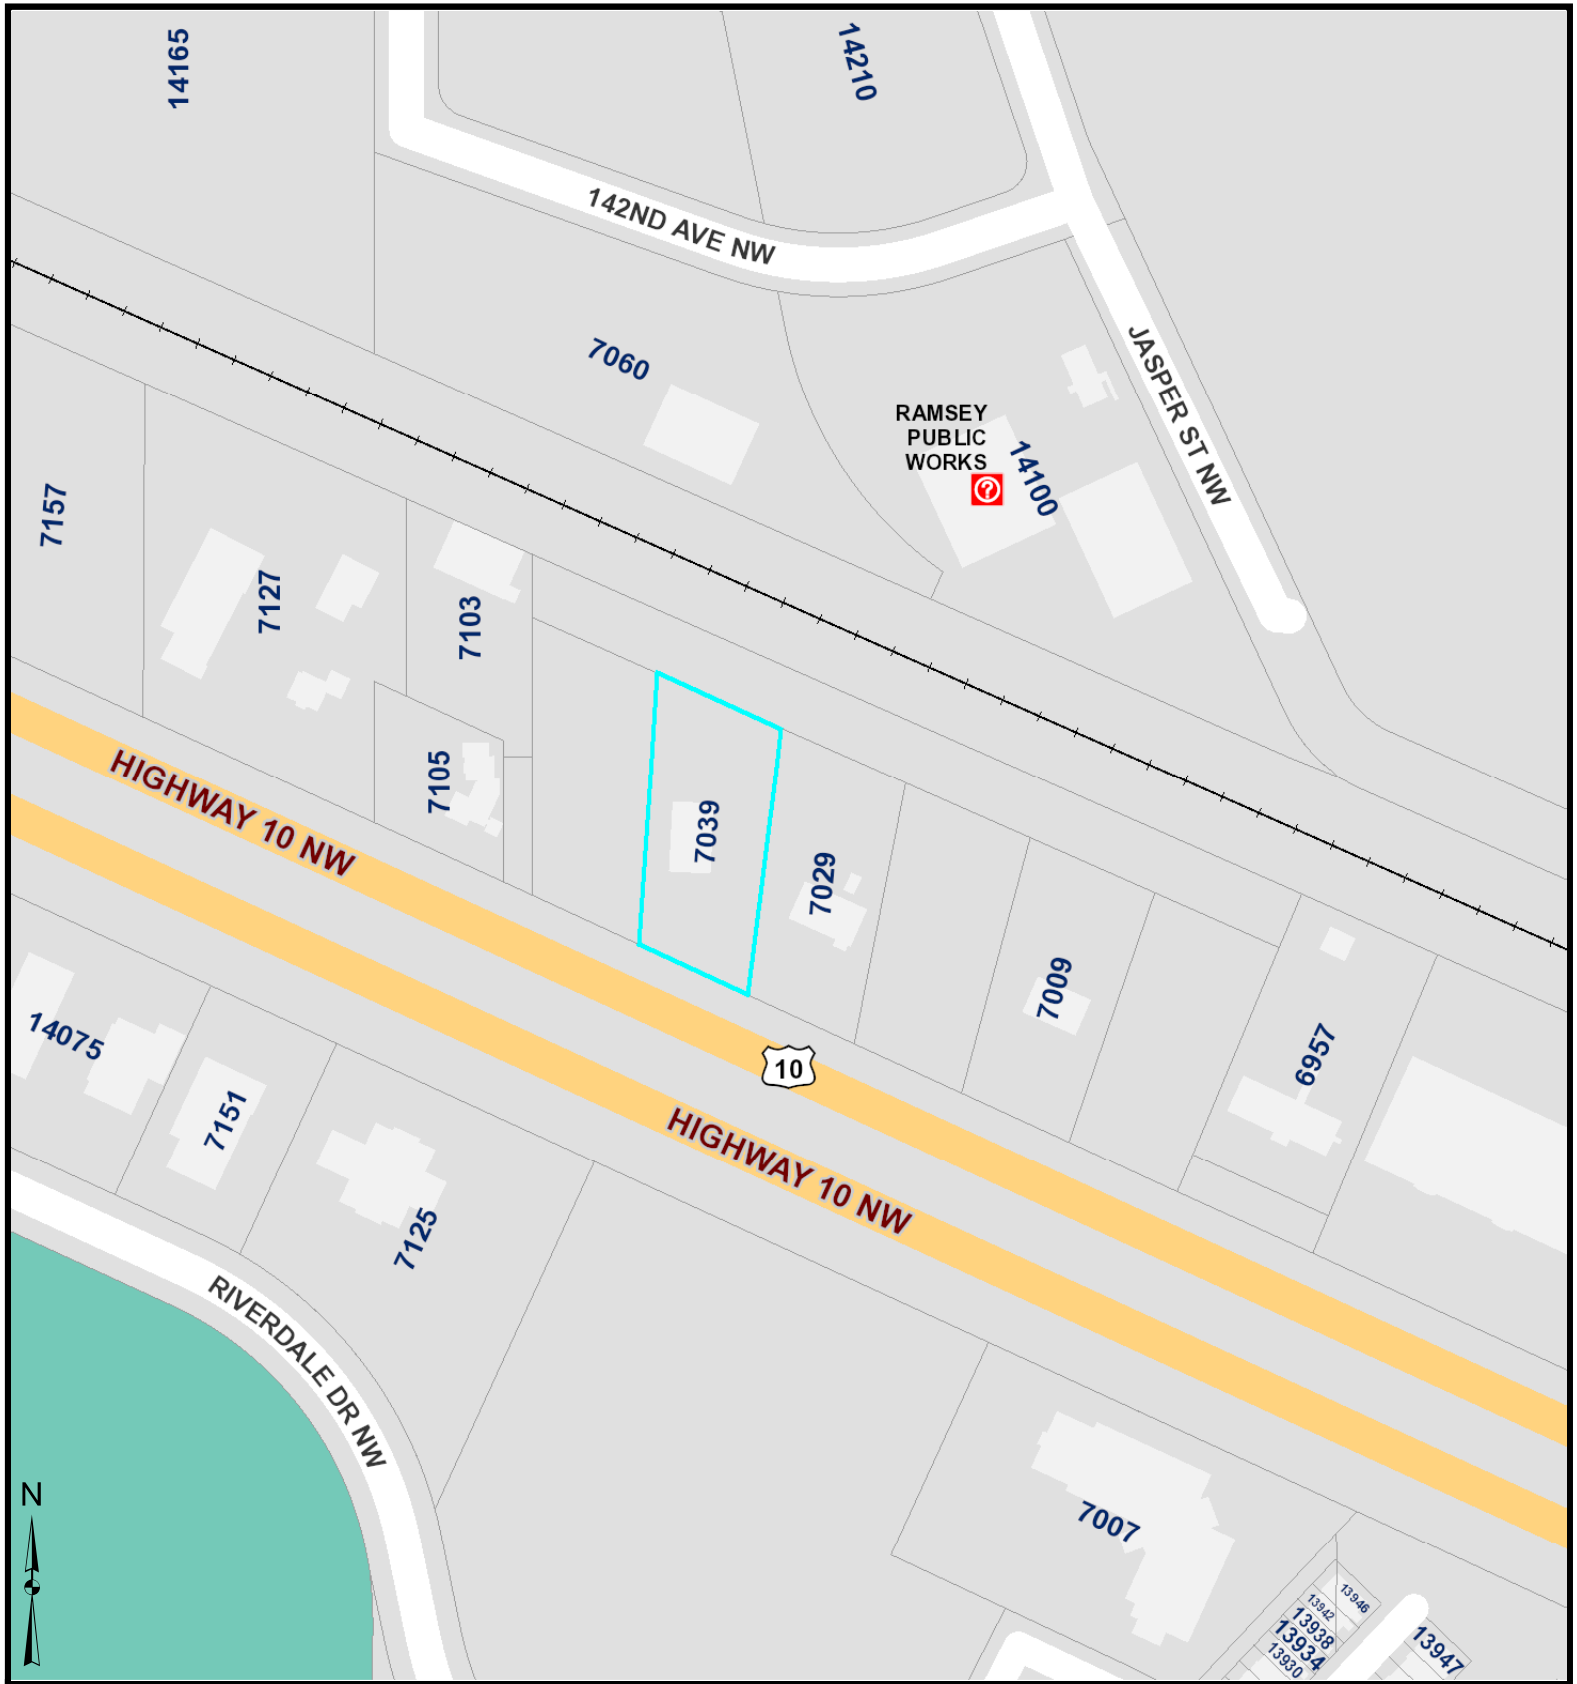 14165
14210
142ND AVE NW
7060
JASPER ST NW
RAMSEY
PUBLIC
WORKS
14100
7157
7127
7103
7105
HIGHWAY 10 NW
7039
7029
7009
6957
10
14075
7151
7125
HIGHWAY 10 NW
RIVERDALE DR NW
N
7007
13946
13942
13938
13934
13930
13947